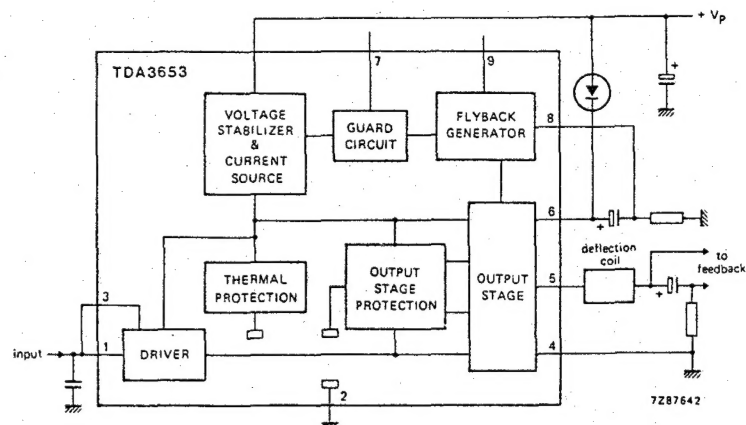 + Vp
TDA3653
7
9
+
VOLTAGE
STABILIZER
&
CURRENT
SOURCE
GUARD
CIRCUIT
FLYBACK
GENERATOR
8
6
+
THERMAL
PROTECTION
OUTPUT
STAGE
PROTECTION
OUTPUT
STAGE
5
deflection
coil
to
feedback
+
3
input
1
DRIVER
4
2
7Z87642